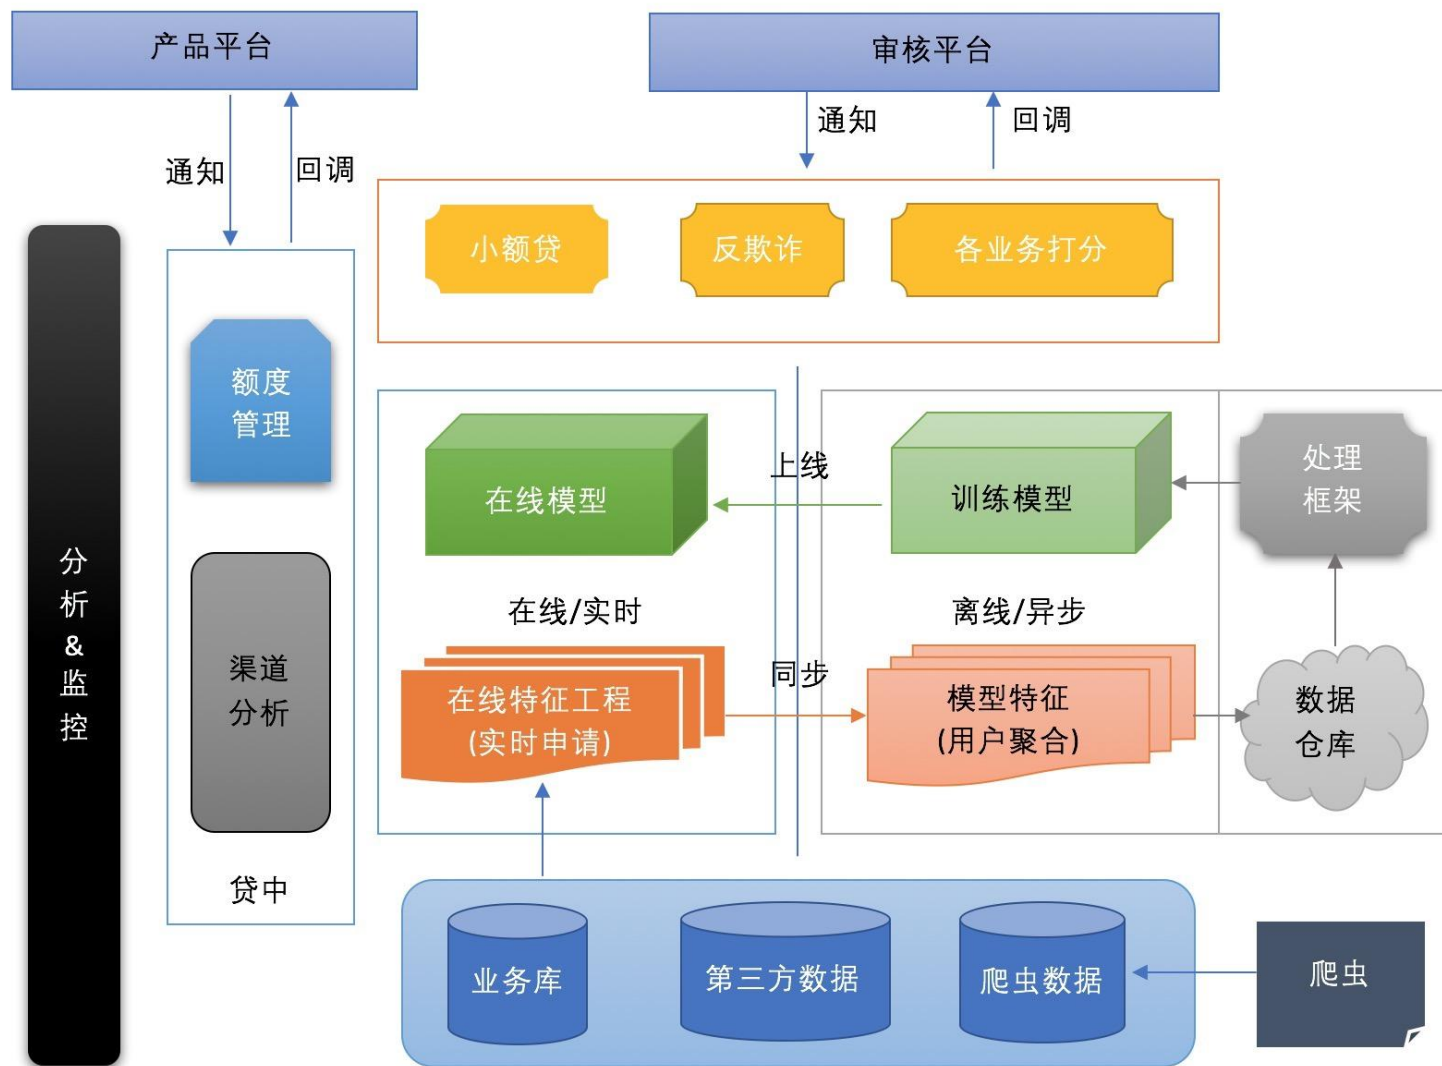 产品平台
审核平台
通知
回调
通知
回调
小额贷
反欺诈
各业务打分
额度
管理
渠道
分析
贷中
分
析
&
监
控
在线模型
上线
训练模型
处理
框架
在线/实时
离线/异步
在线特征工程
(实时申请)
同步
模型特征
(用户聚合)
数据
仓库
业务库
第三方数据
爬虫数据
爬虫